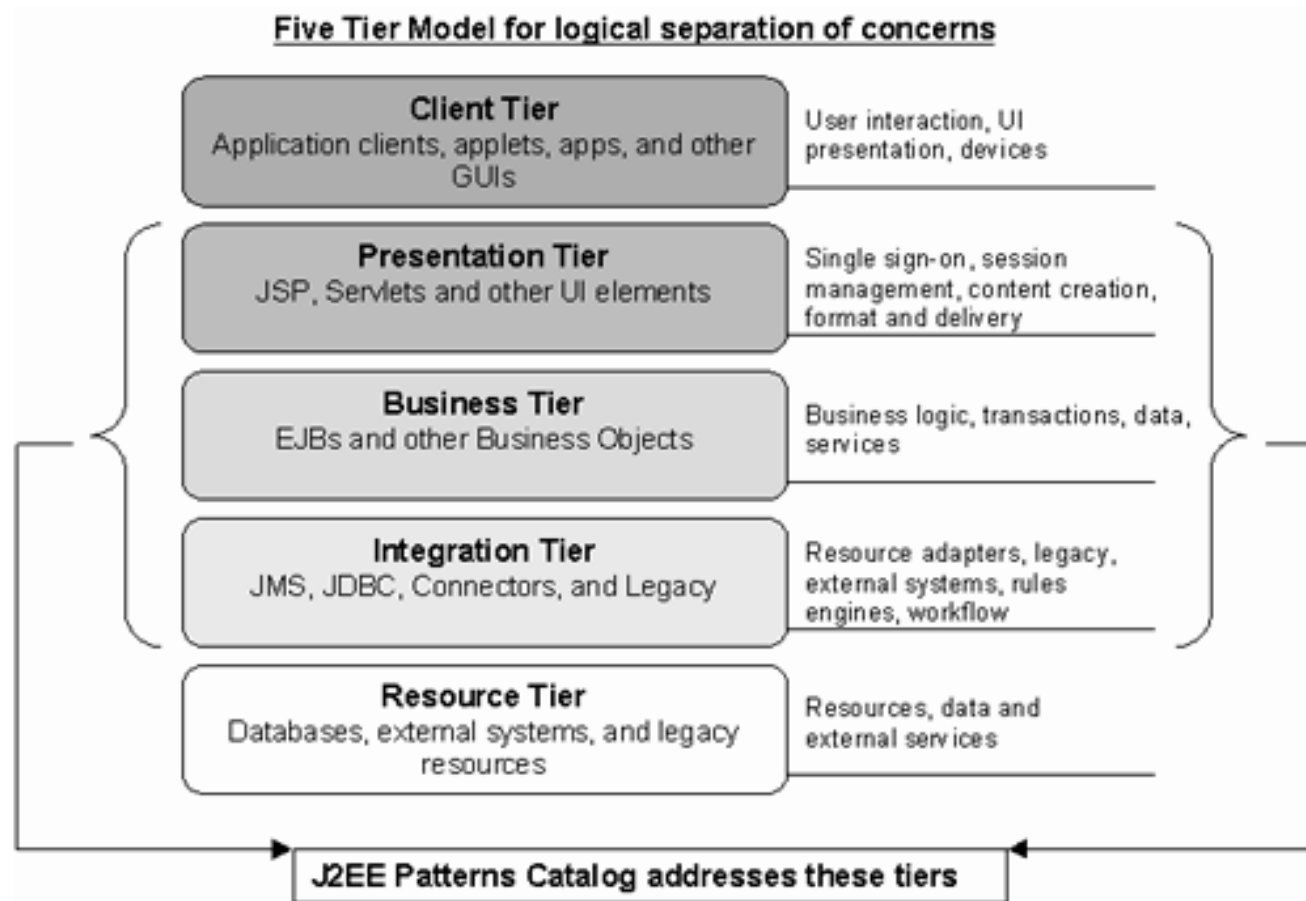 Five Tier Model for logical separation of concerns
Client Tier
Application clients, applets, apps, and other
GUIs
User interaction, UI
presentation, devices
Presentation Tier
JSP, Servlets and other UI elements
Single sign-on, session
management, content creation,
format and delivery
Business Tier
EJBs and other Business Objects
Business logic, transactions, data,
services
Integration Tier
JMS, JDBC, Connectors, and Legacy
Resource adapters, legacy,
external systems, rules
engines, workflow
Resource Tier
Databases, external systems, and legacy
resources
Resources, data and
external services
J2EE Patterns Catalog addresses these tiers